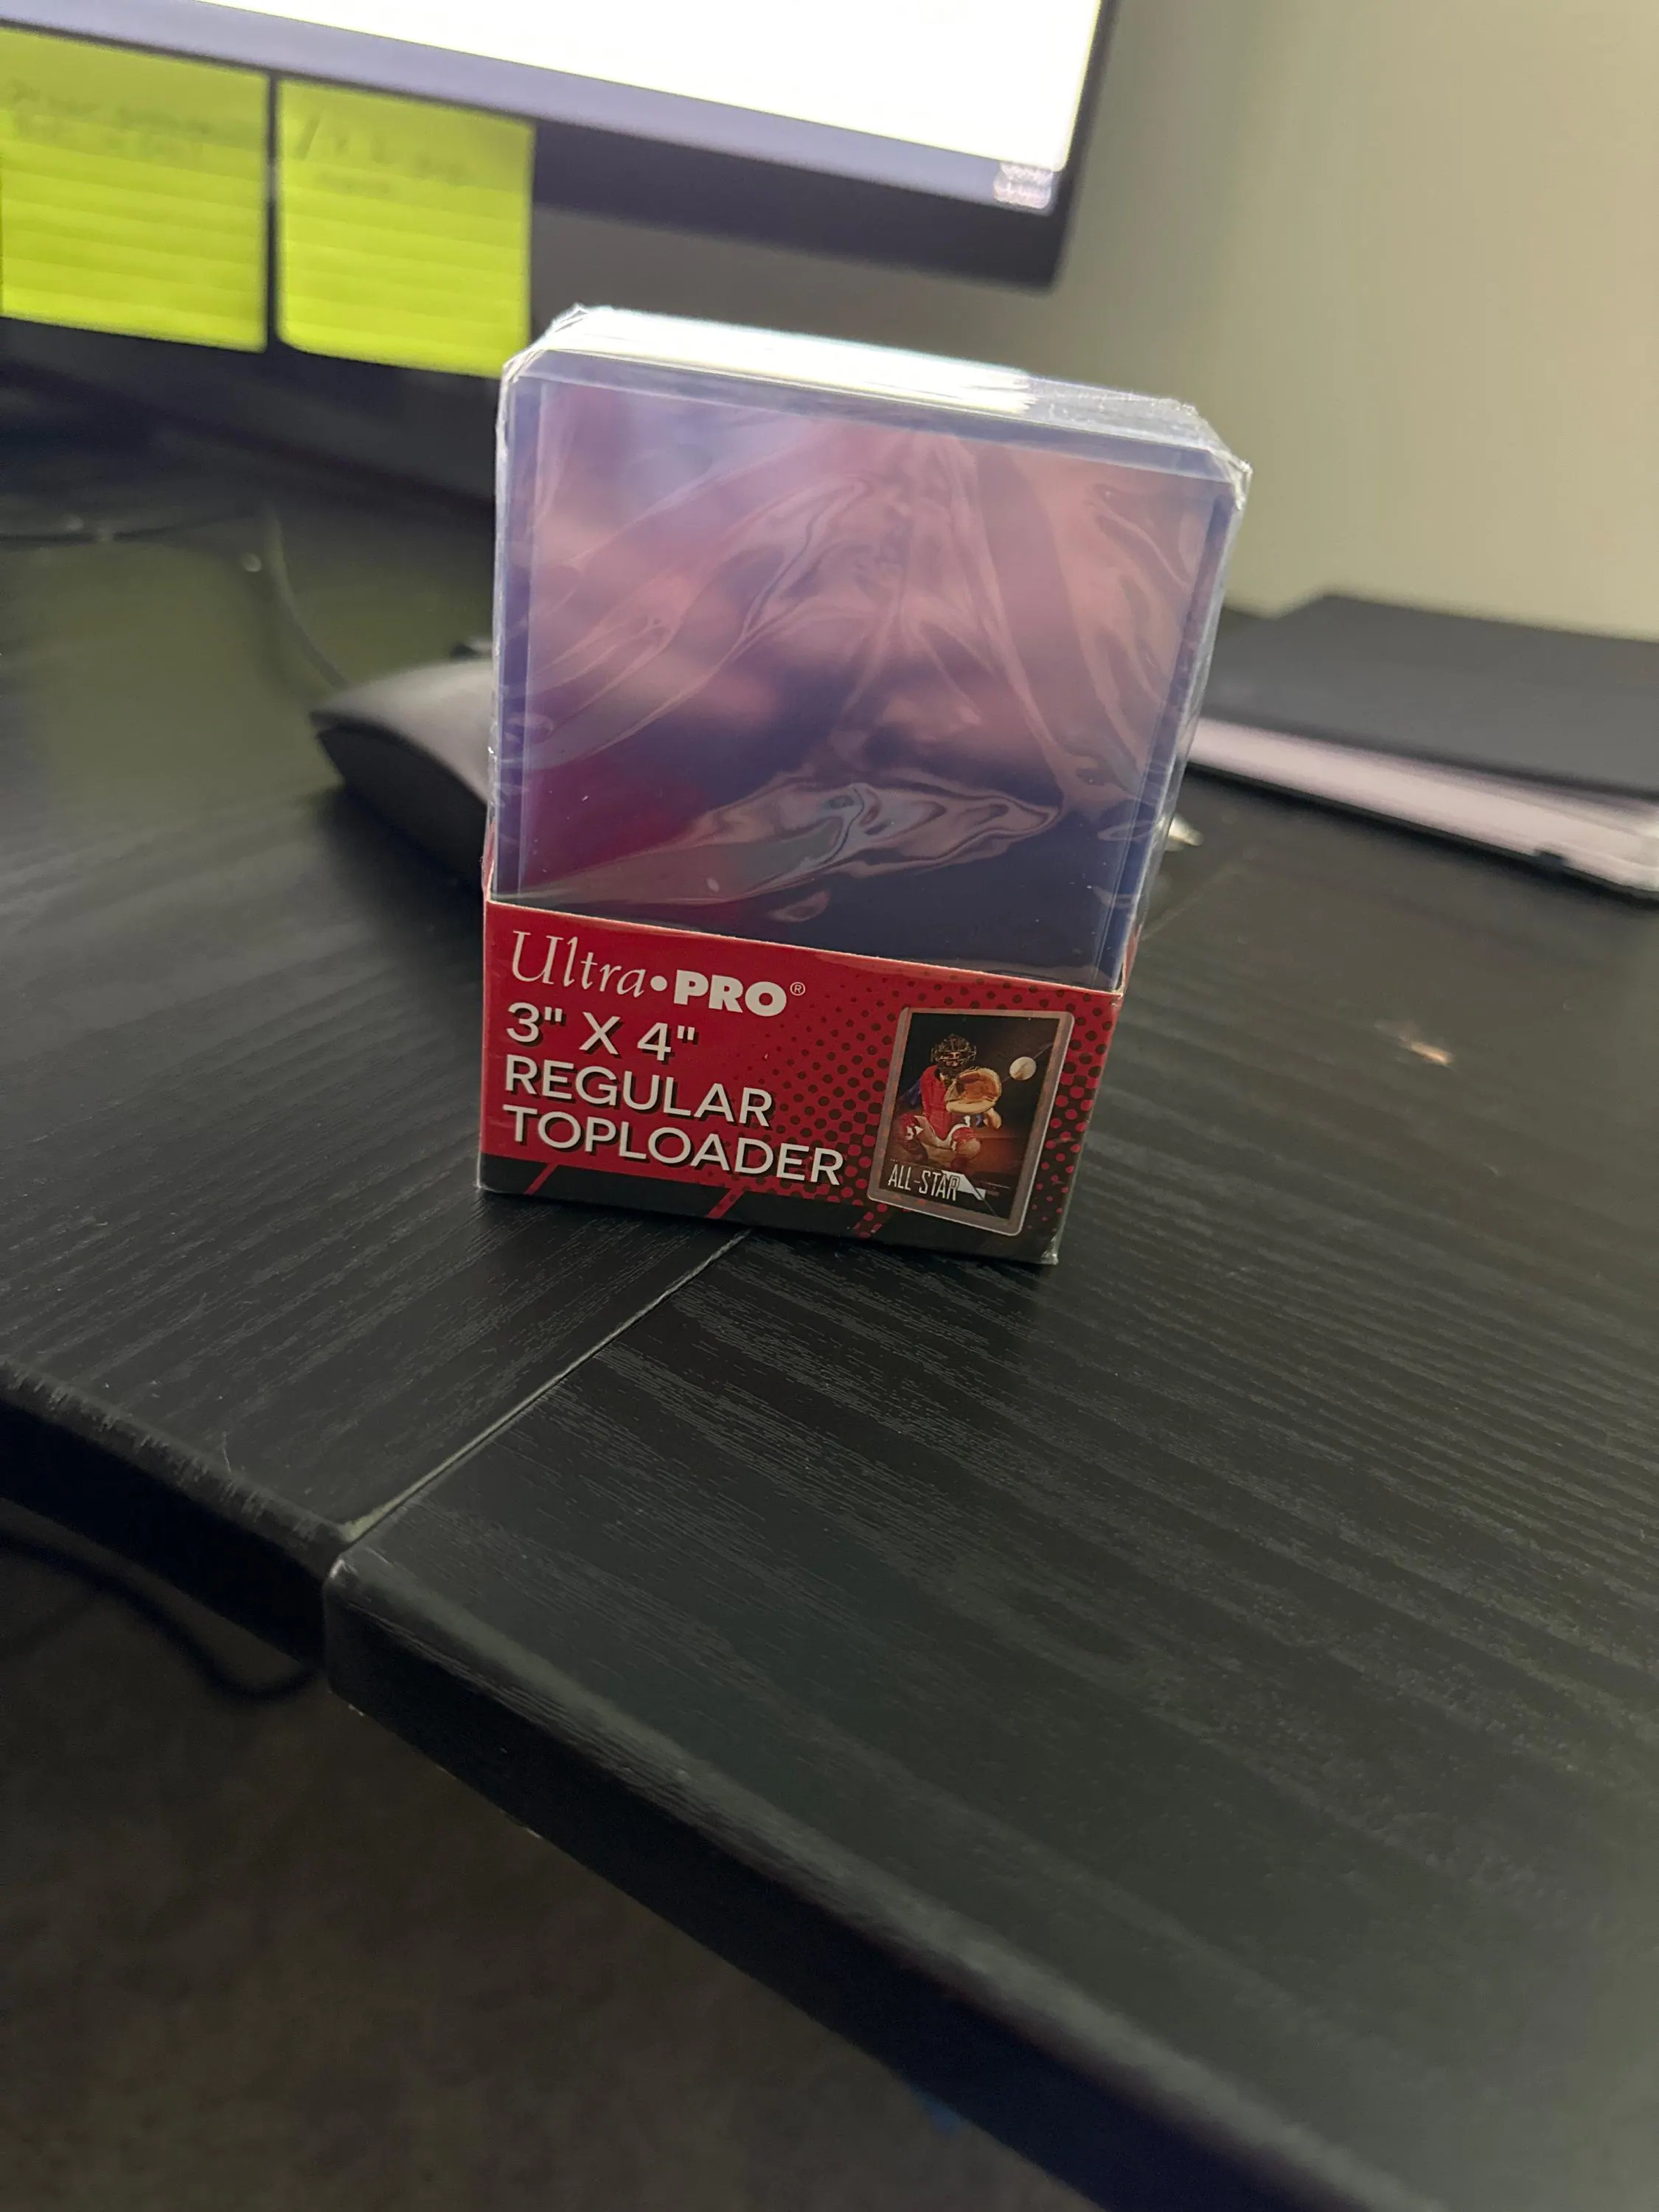 Ultra•PRO®
3" X 4"
REGULAR
TOPLOADER
ALL-STAR